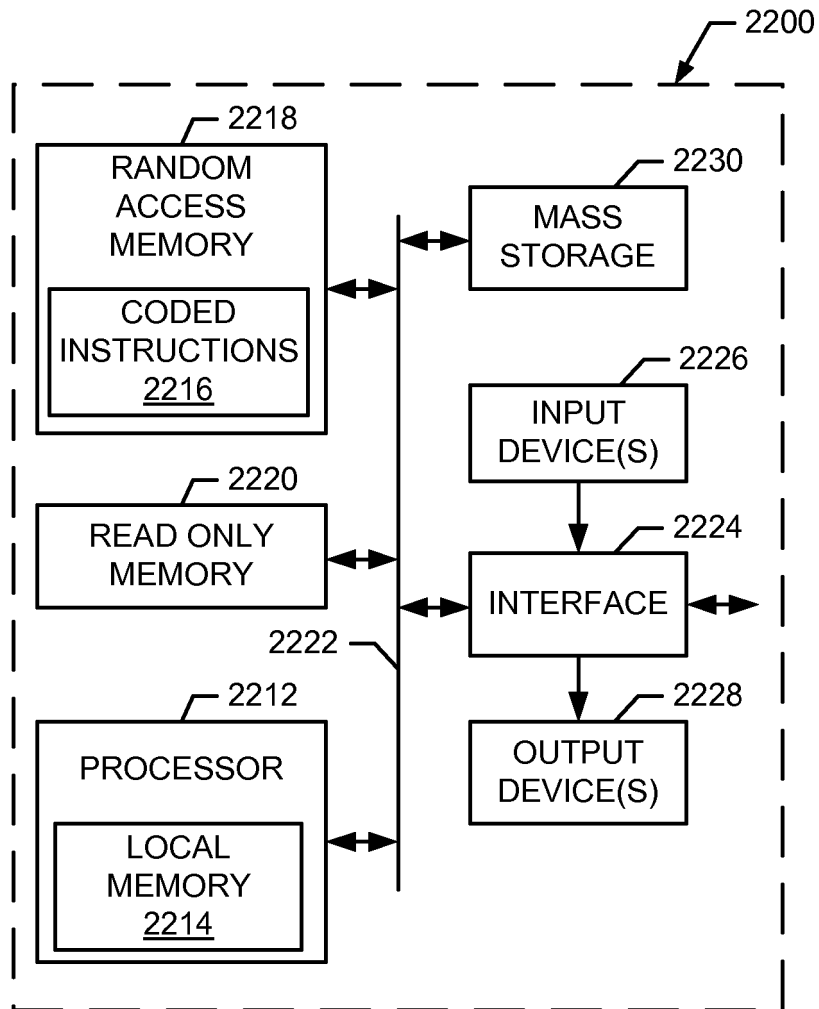 2200
2218
RANDOM
ACCESS
MEMORY
CODED
INSTRUCTIONS
2216
2230
MASS
STORAGE
2226
INPUT
DEVICE(S)
2220
READ ONLY
MEMORY
2224
INTERFACE
2222
2212
PROCESSOR
LOCAL
MEMORY
2214
2228
OUTPUT
DEVICE(S)